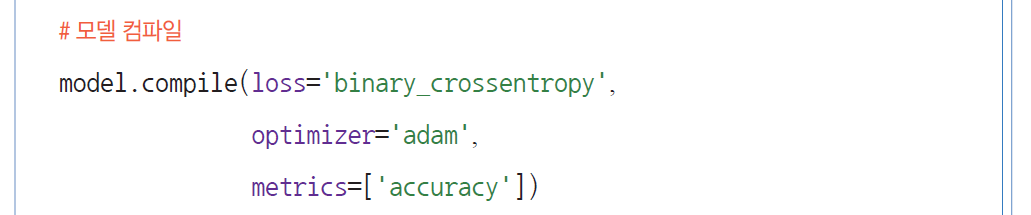 # 모델 컴파일
model.compile(loss='binary_crossentropy',
optimizer='adam',
metrics=['accuracy'])